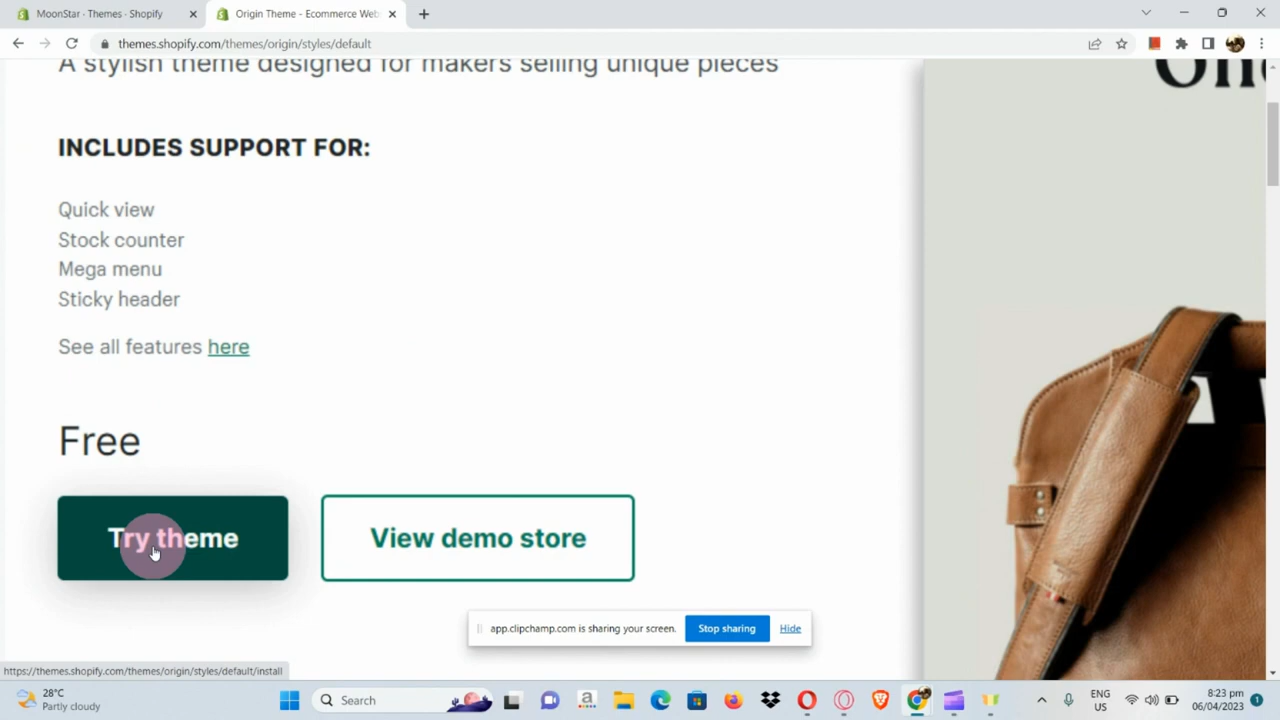 MoonStar · Themes · Shopify
Origin Theme - Ecommerce Web
themes.shopify.com/themes/origin/styles/default
A stylish theme designed for makers selling unique pieces
INCLUDES SUPPORT FOR:
Quick view
Stock counter
Mega menu
Sticky header
See all features here
Free
Try theme
View demo store
app.clipchamp.com is sharing your screen.
Stop sharing
Hide
https://themes.shopify.com/themes/origin/styles/default/install
28°C
Partly cloudy
Search
ENG
US
8:23 pm
06/04/2023
1